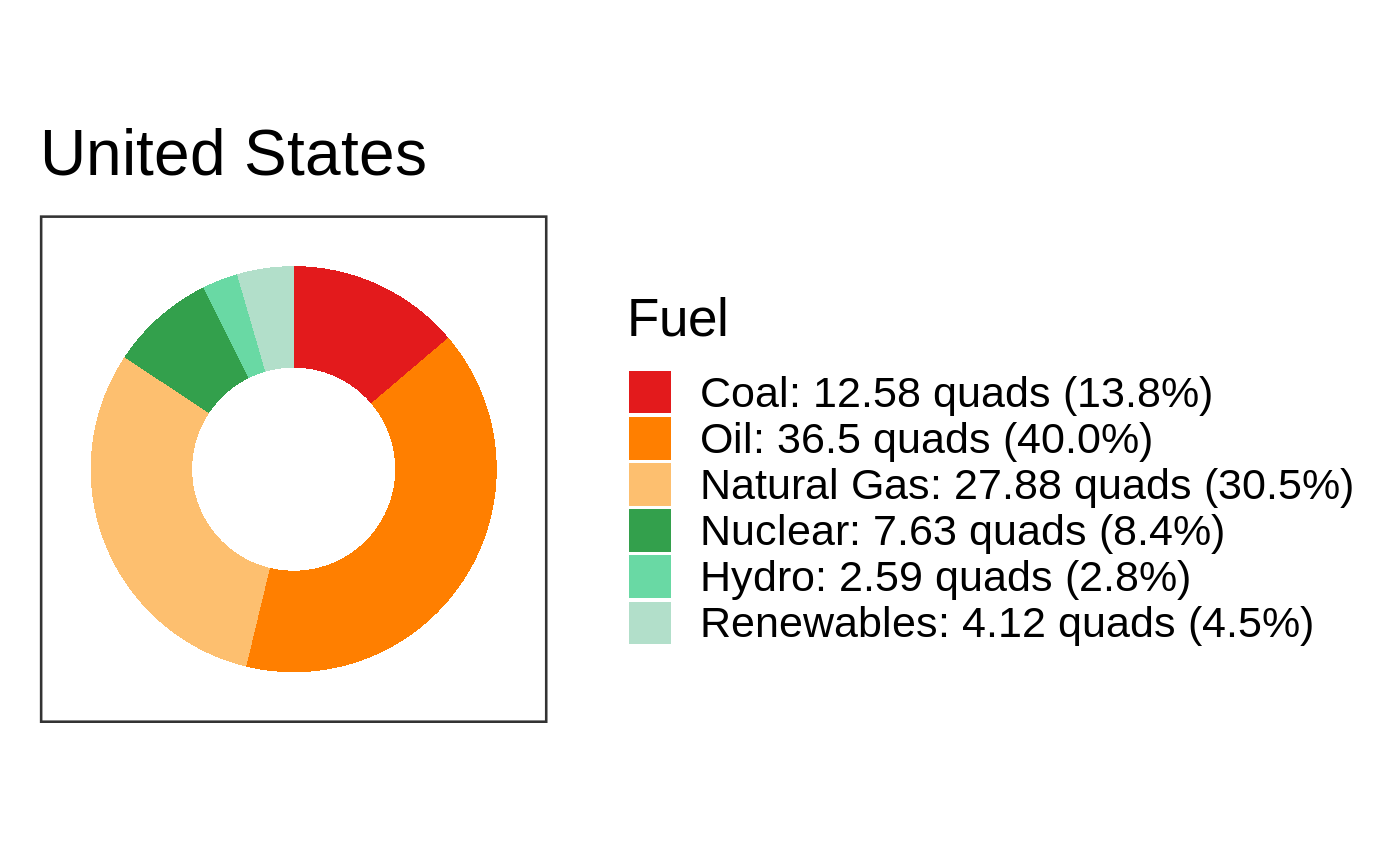 United States
Fuel
Coal: 12.58 quads (13.8%)
Oil: 36.5 quads (40.0%)
Natural Gas: 27.88 quads (30.5%)
Nuclear: 7.63 quads (8.4%)
Hydro: 2.59 quads (2.8%)
Renewables: 4.12 quads (4.5%)